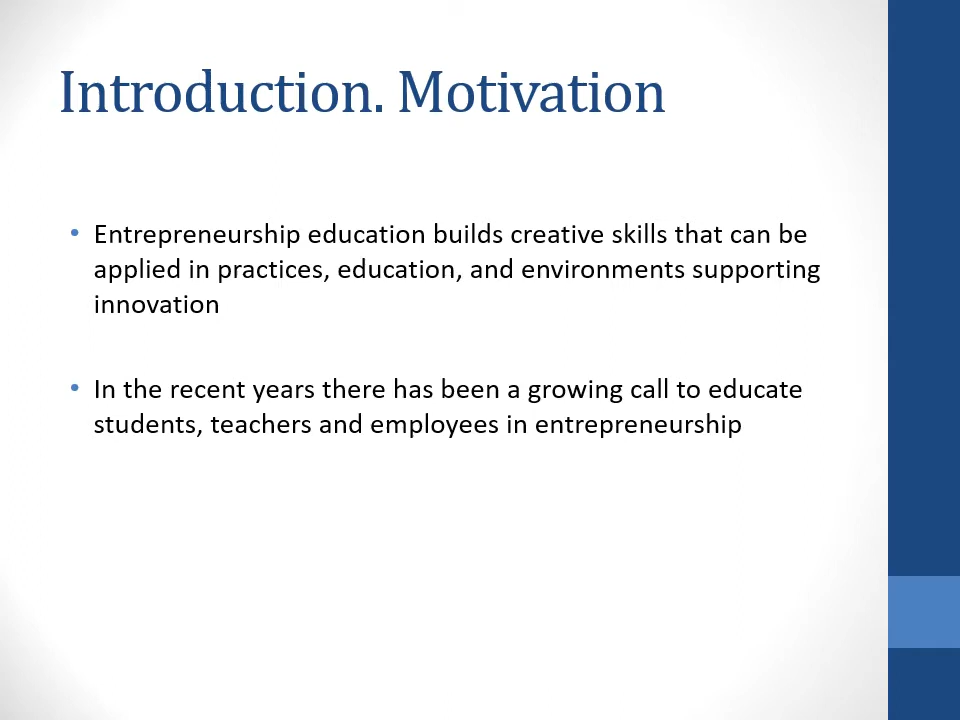 Introduction. Motivation
• Entrepreneurship education builds creative skills that can be
applied in practices, education, and environments supporting
innovation
• In the recent years there has been a growing call to educate
students, teachers and employees in entrepreneurship